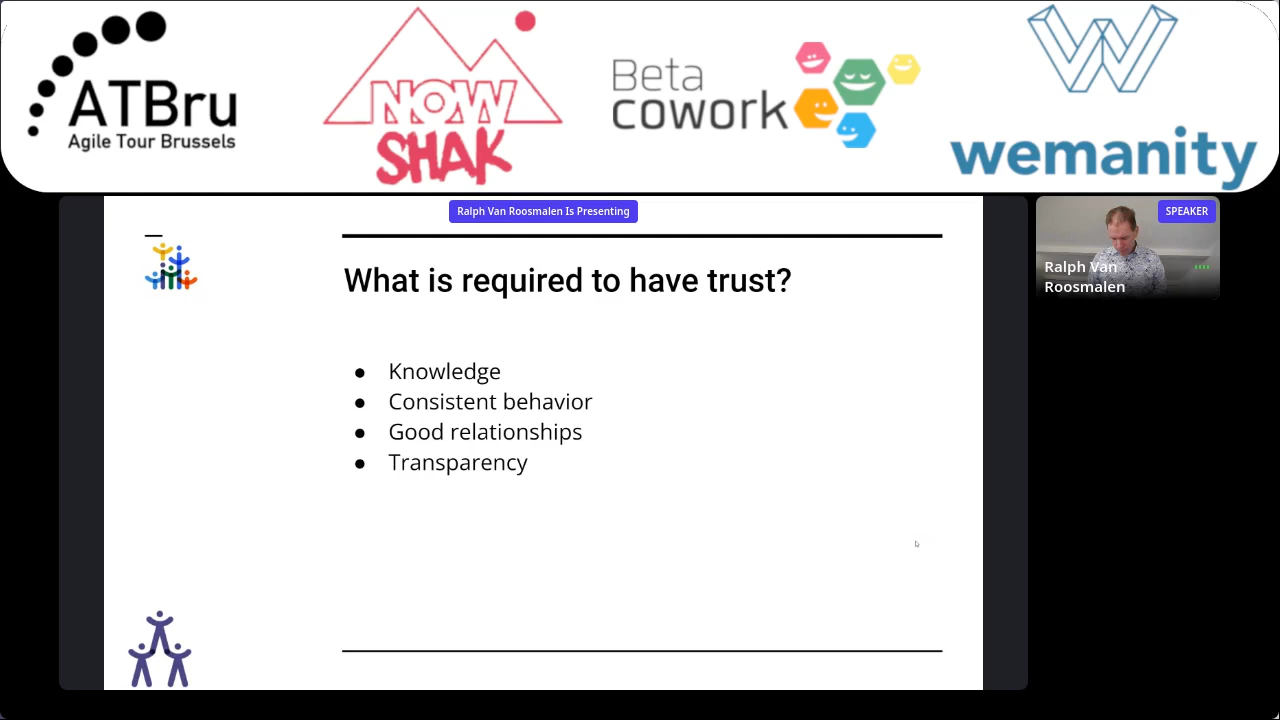 ATBru
Agile Tour Brussels
NOW
SHAK
Beta
cowork
wemanity
Ralph Van Roosmalen Is Presenting
SPEAKER
Ralph Van
Roosmalen
What is required to have trust?
● Knowledge
● Consistent behavior
● Good relationships
● Transparency